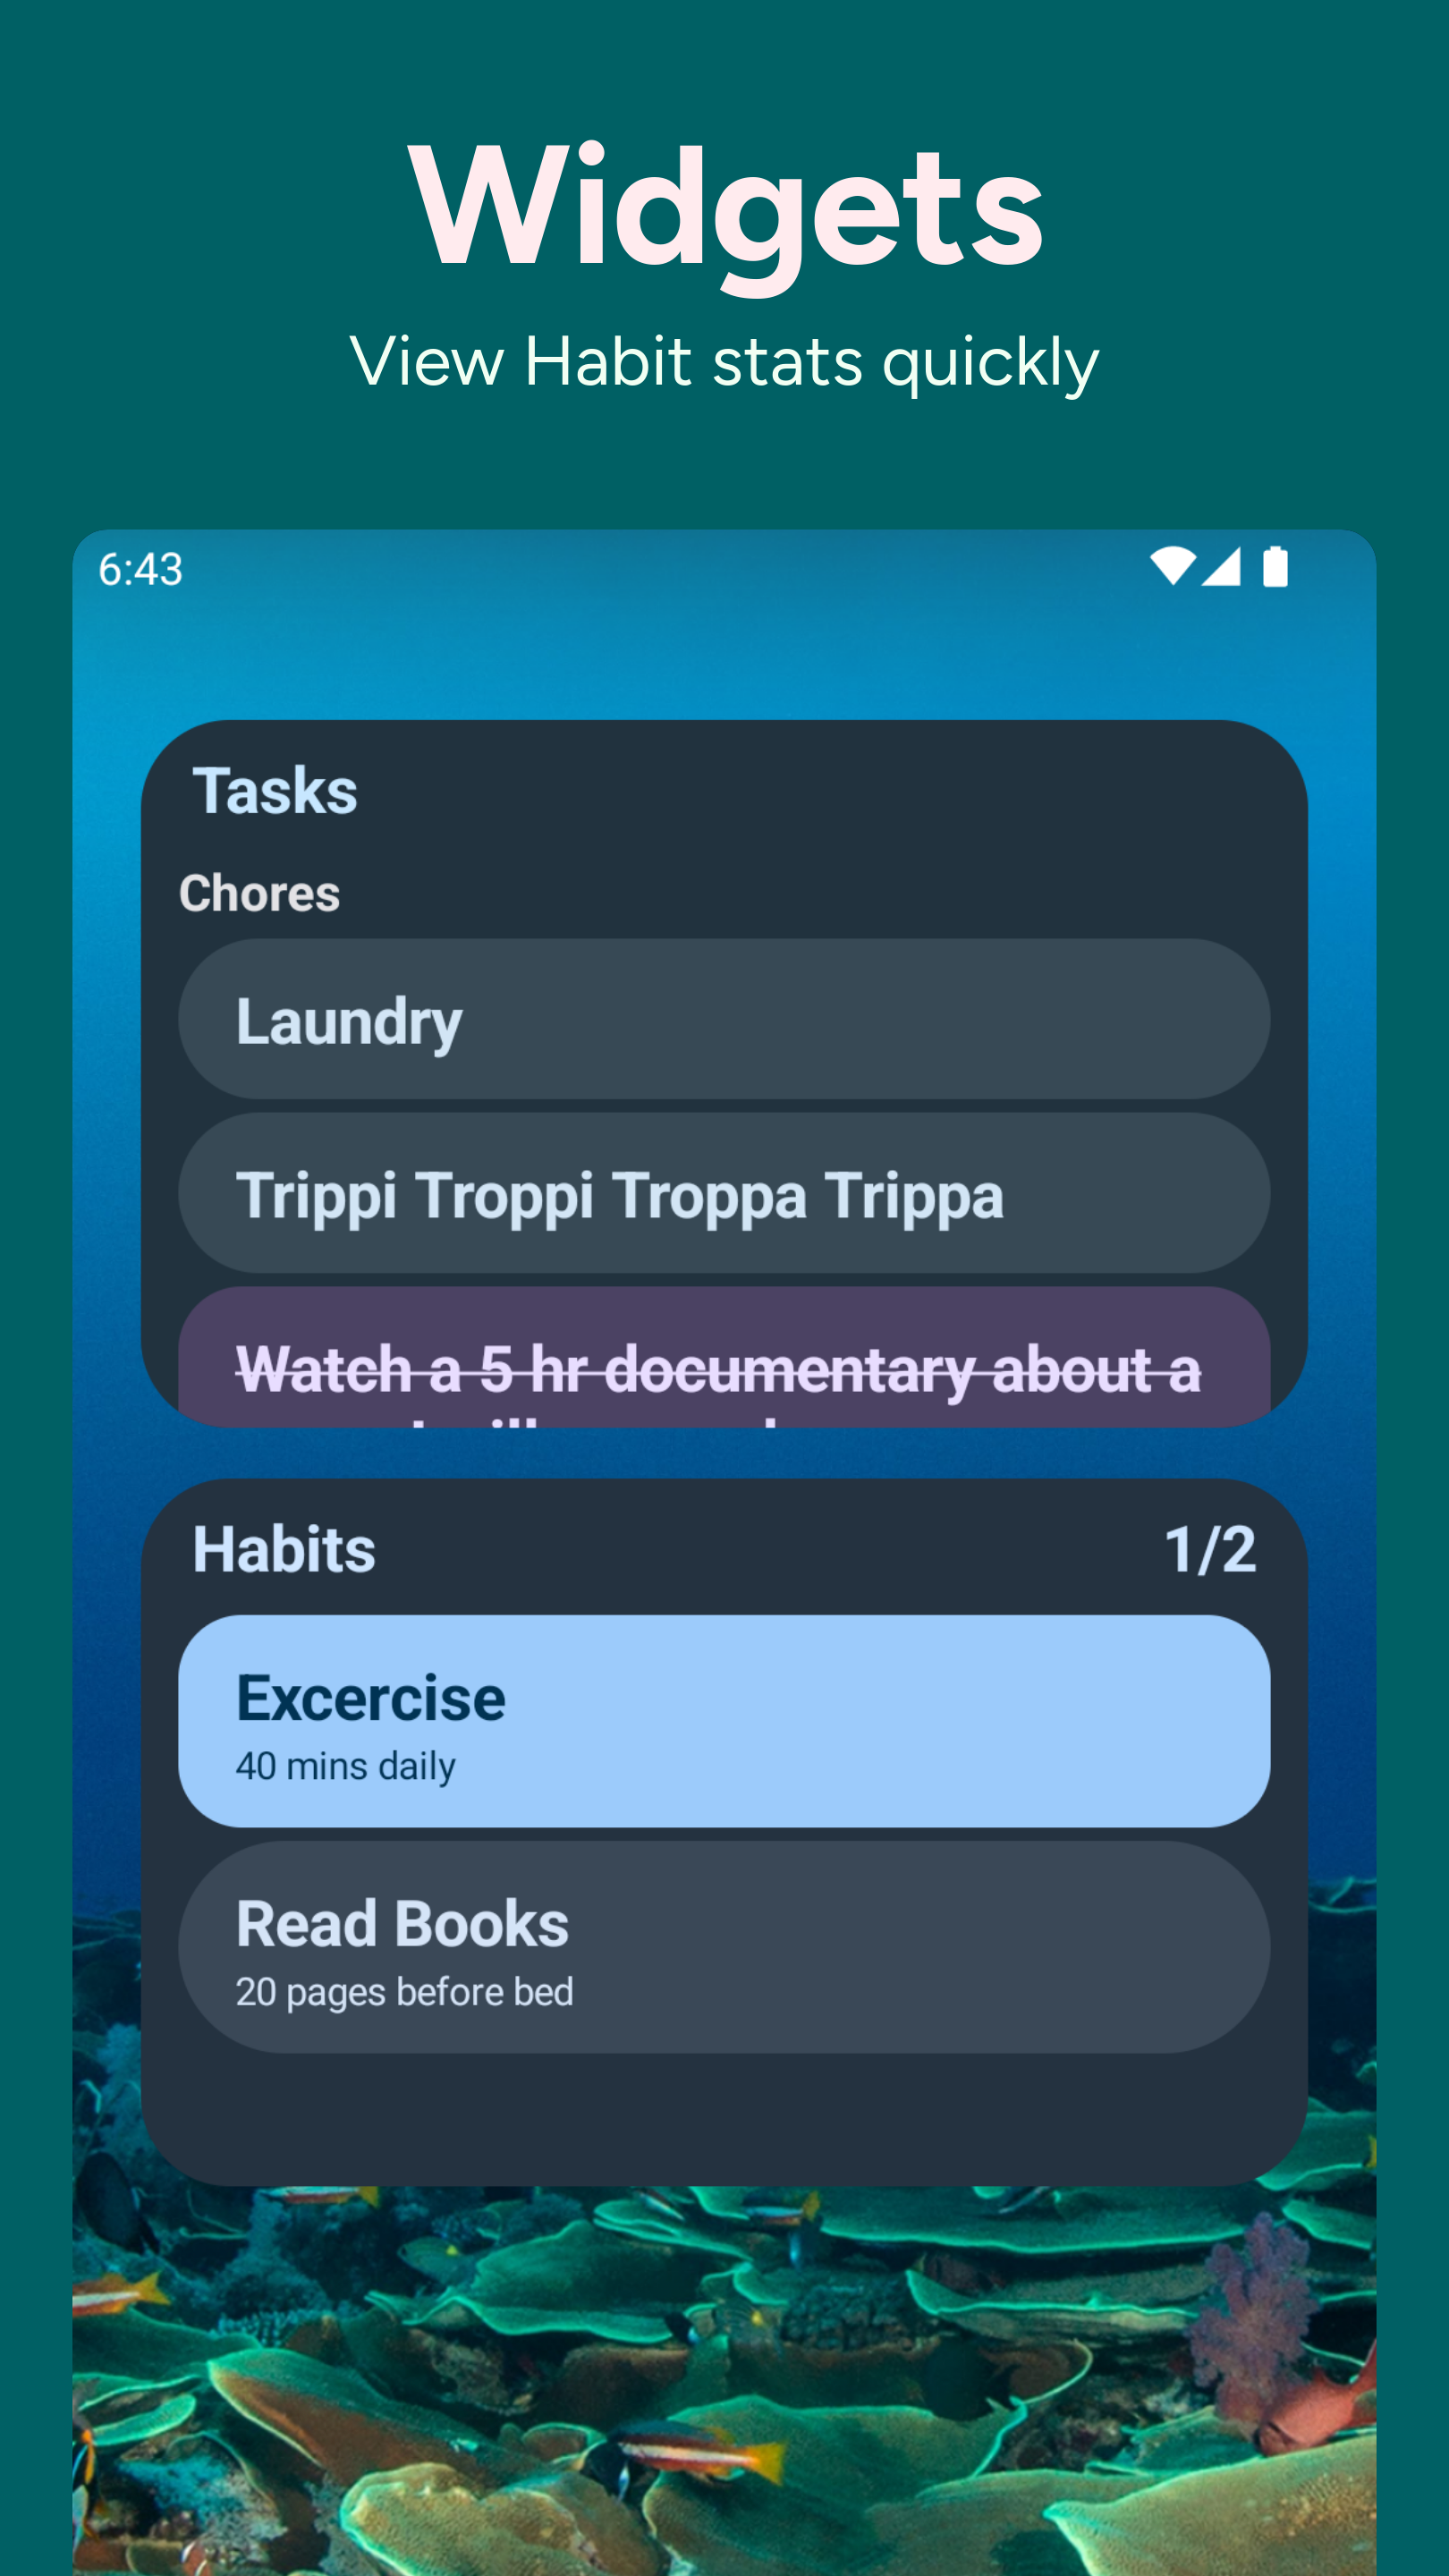 Widgets
View Habit stats quickly
6:43
Tasks
Chores
Laundry
Trippi Troppi Troppa Trippa
Watch a 5 hr documentary about a
Habits
1/2
Excercise
40 mins daily
Read Books
20 pages before bed